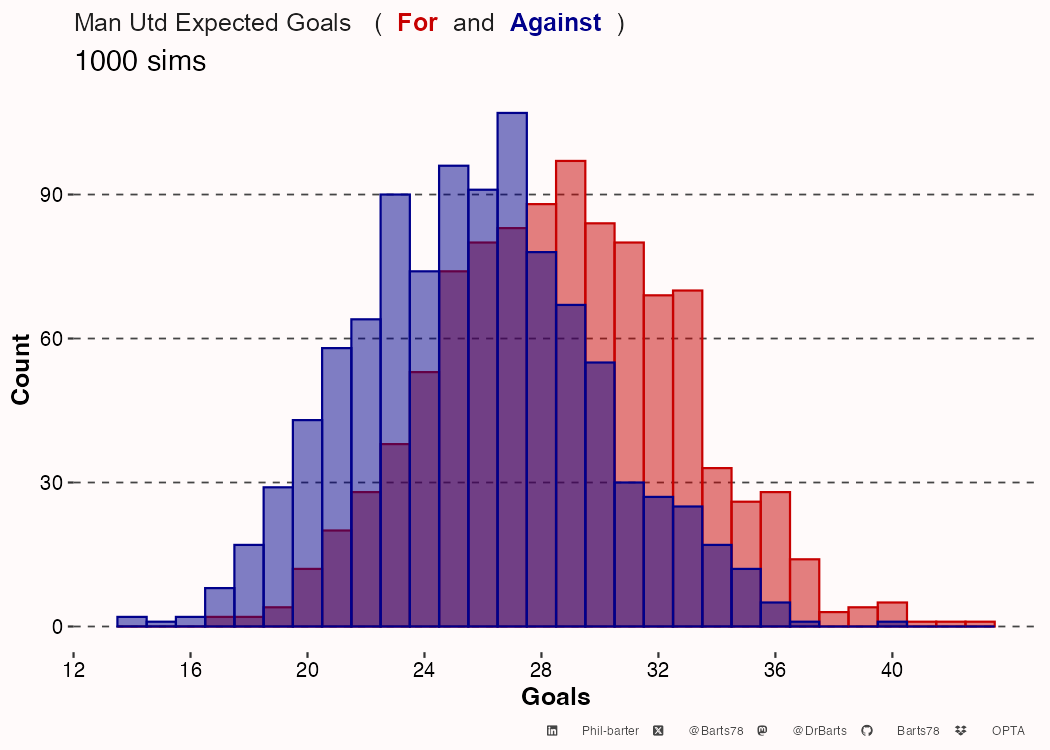 Man Utd Expected Goals ( For and Against )
1000 sims
Count
90
60
30
0
12 16 20 24 28 32 36 40
Goals
Phil-barter @Barts78 @DrBarts Barts78 OPTA